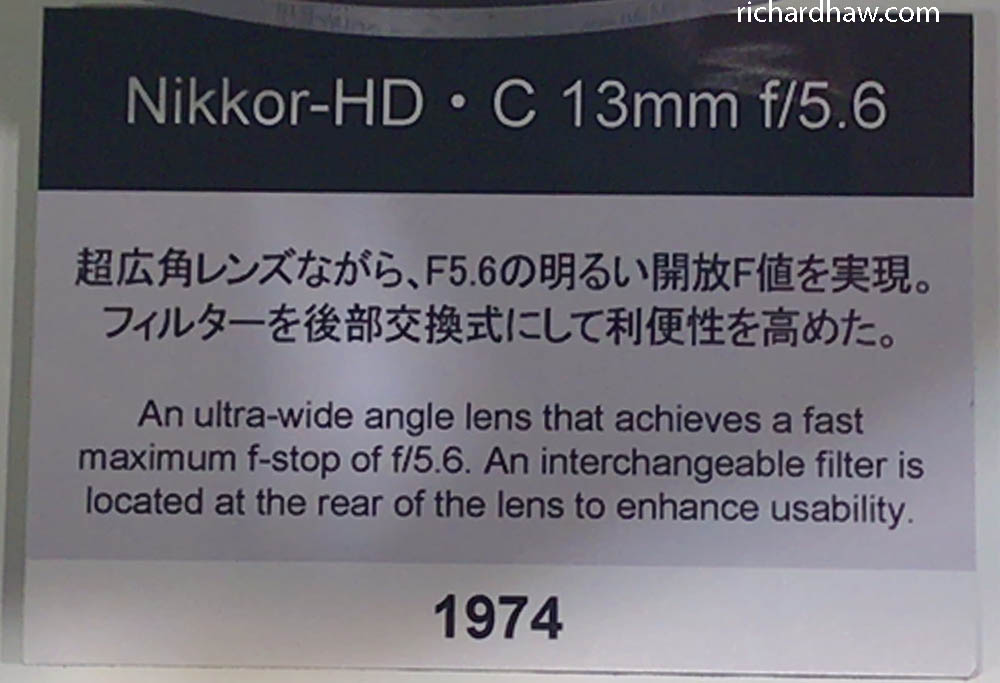 richardhaw.com
Nikkor-HD・C 13mm f/5.6
超広角レンズながら、F5.6の明るい開放F値を実現。
フィルターを後部交換式にして利便性を高めた。
An ultra-wide angle lens that achieves a fast
maximum f-stop of f/5.6. An interchangeable filter is
located at the rear of the lens to enhance usability.
1974